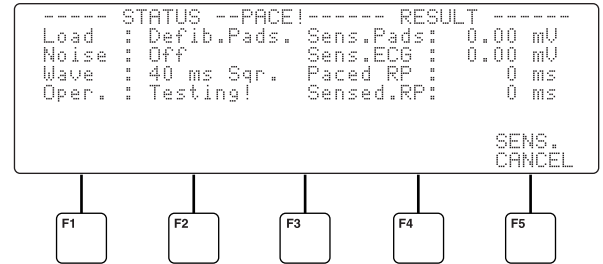 ----- STATUS --PACE!------ RESULT ------
Load : Defib.Pads. Sens.Pads: 0.00 mV
Noise : Off Sens.ECG : 0.00 mV
Wave : 40 ms Sqr. Paced RP : 0 ms
Oper. : Testing! Sensed.RP: 0 ms
SENS.
CANCEL
F1 F2 F3 F4 F5